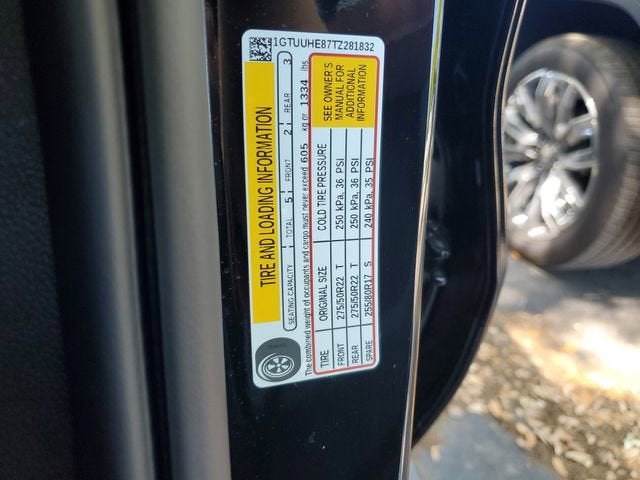 1GTUUHE87TZ281832
TIRE AND LOADING INFORMATION
SEATING CAPACITY TOTAL 5 FRONT 2 REAR 3
The combined weight of occupants and cargo must never exceed 605 kg or 1334 lbs
TIRE ORIGINAL SIZE COLD TIRE PRESSURE
FRONT 275/50R22 T 250 kPa, 36 PSI
REAR 275/50R22 T 250 kPa, 36 PSI
SPARE 255/80R17 S 240 kPa, 35 PSI
SEE OWNER'S
MANUAL FOR
ADDITIONAL
INFORMATION